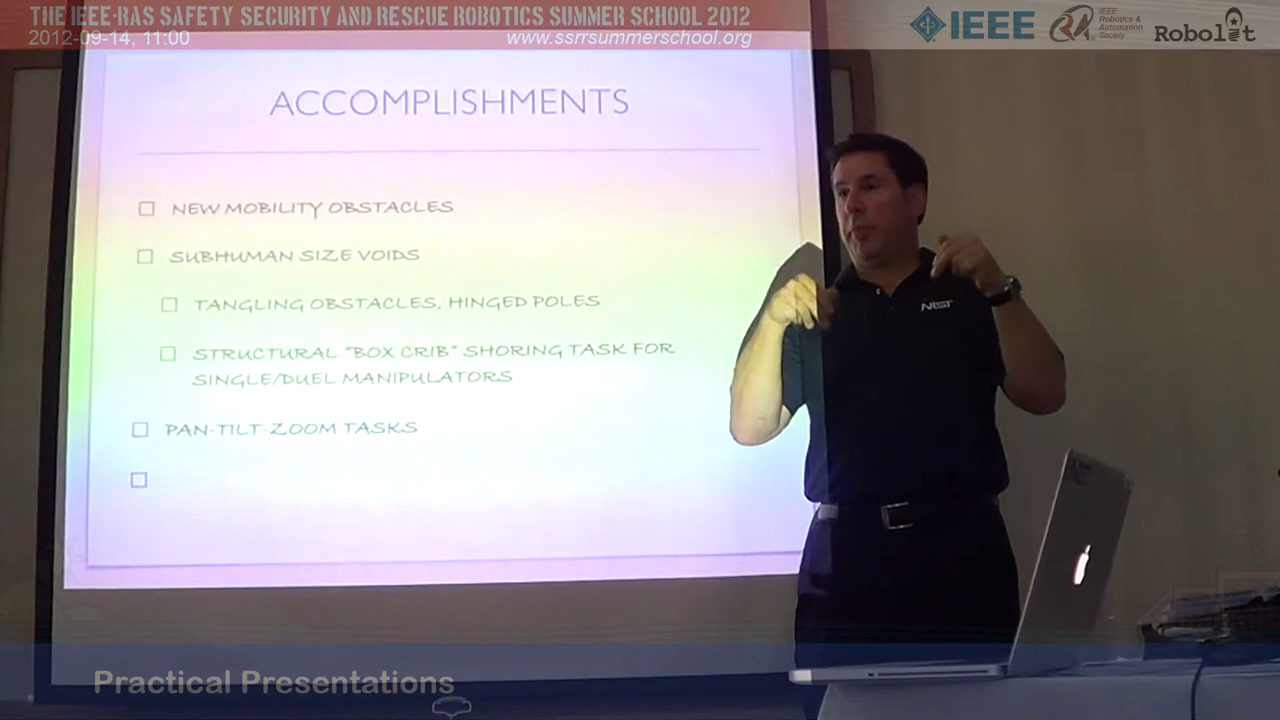 THE IEEE-RAS SAFETY SECURITY AND RESCUE ROBOTICS SUMMER SCHOOL 2012
2012-09-14, 11:00
www.ssrrsummerschool.org
IEEE
IEEE
Robotics &
Automation
Society
Robolit
ACCOMPLISHMENTS
NEW MOBILITY OBSTACLES
SUBHUMAN SIZE VOIDS
TANGLING OBSTACLES, HINGED POLES
STRUCTURAL "BOX CRIB" SHORING TASK FOR
SINGLE/DUEL MANIPULATORS
PAN-TILT-ZOOM TASKS
NIST
Practical Presentations